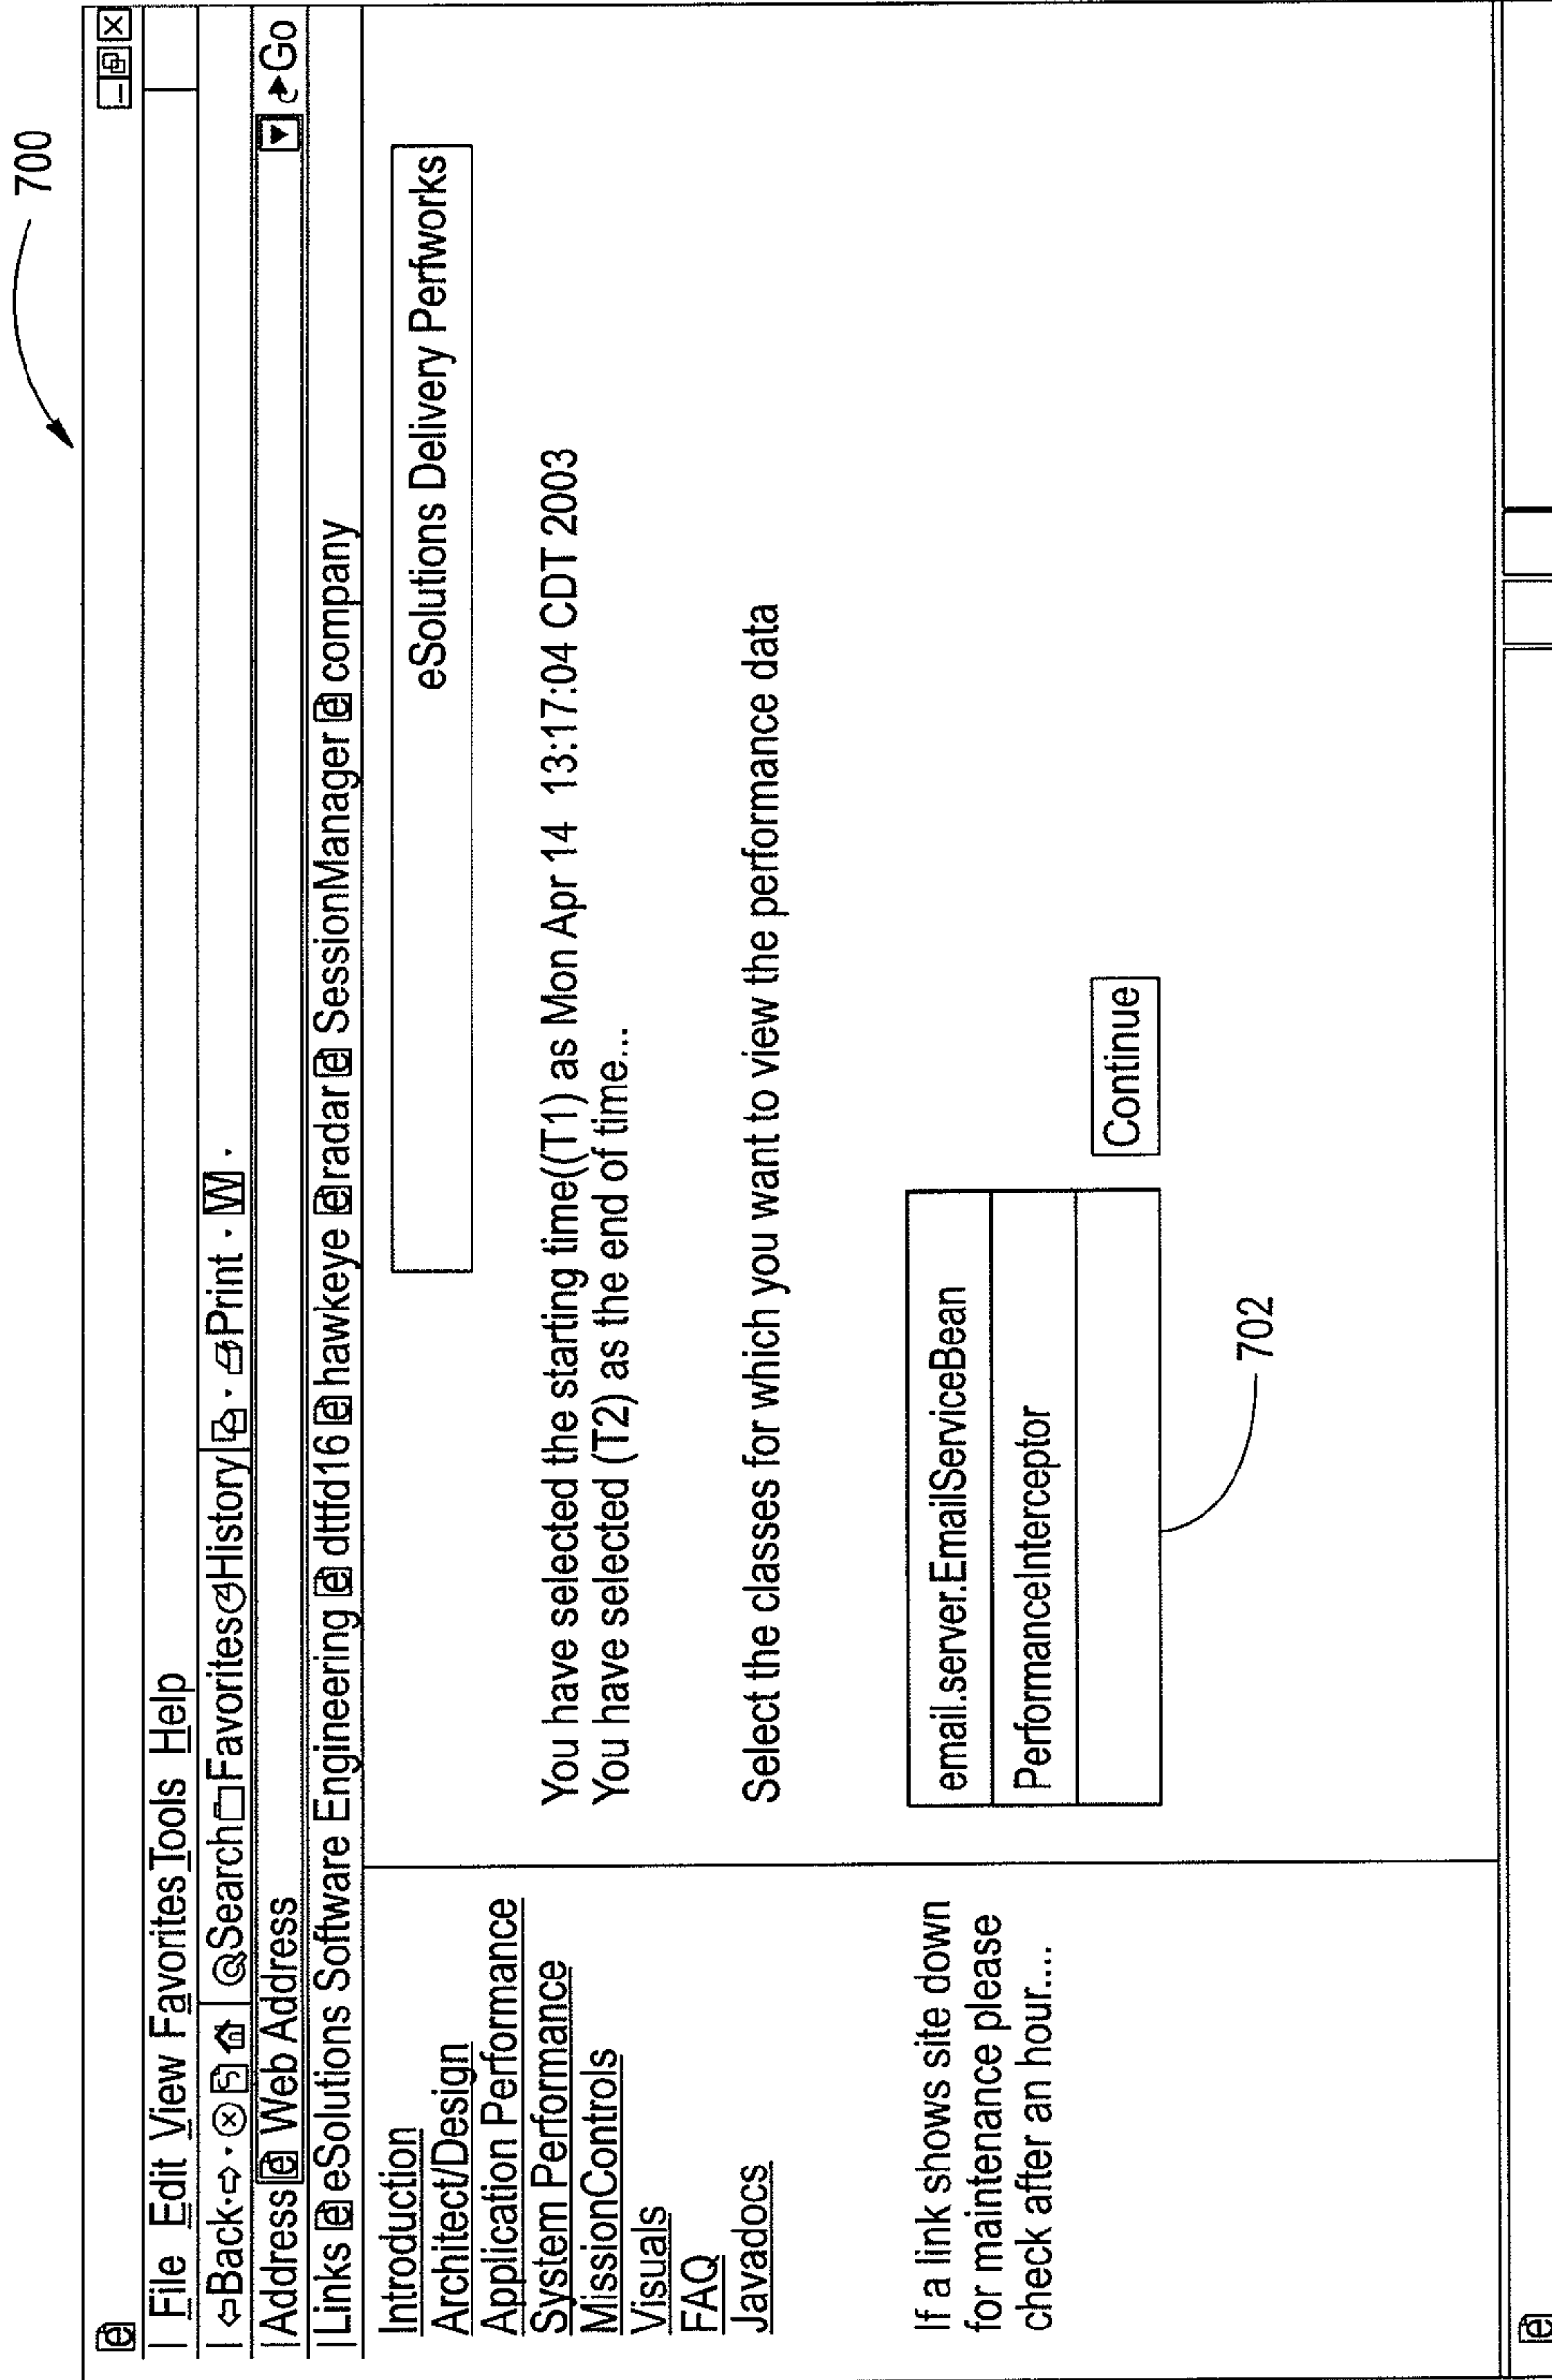 700
File Edit View Favorites Tools Help
Back Search Favorites History Print W
Address Web Address Go
Links eSolutions Software Engineering dttfd16 hawkeye radar SessionManager company
Introduction
Architect/Design
Application Performance
System Performance
MissionControls
Visuals
FAQ
Javadocs
If a link shows site down
for maintenance please
check after an hour....
eSolutions Delivery Perfworks
You have selected the starting time((T1) as Mon Apr 14 13:17:04 CDT 2003
You have selected (T2) as the end of time...
Select the classes for which you want to view the performance data
email.server.EmailServiceBean
PerformanceInterceptor
Continue
702